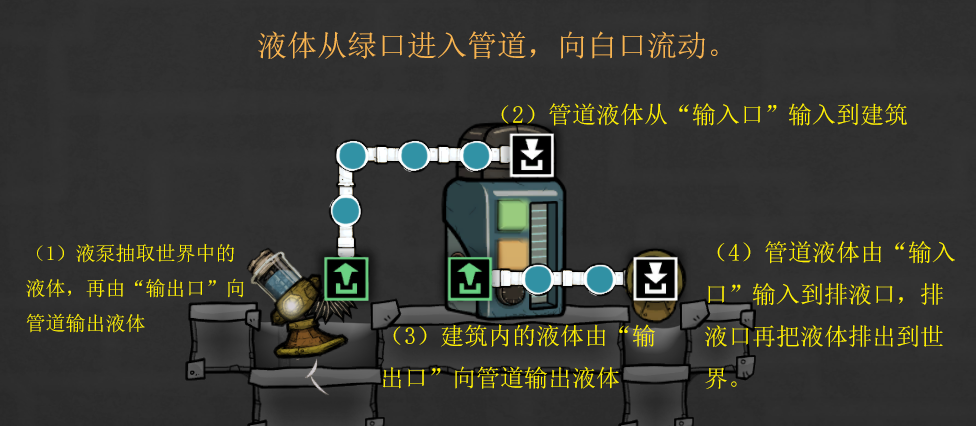 液体从绿口进入管道，向白口流动。
（2）管道液体从“输入口”输入到建筑
（1）液泵抽取世界中的
液体，再由“输出口”向
管道输出液体
（3）建筑内的液体由“输
出口”向管道输出液体
（4）管道液体由“输入
口”输入到排液口，排
液口再把液体排出到世
界。